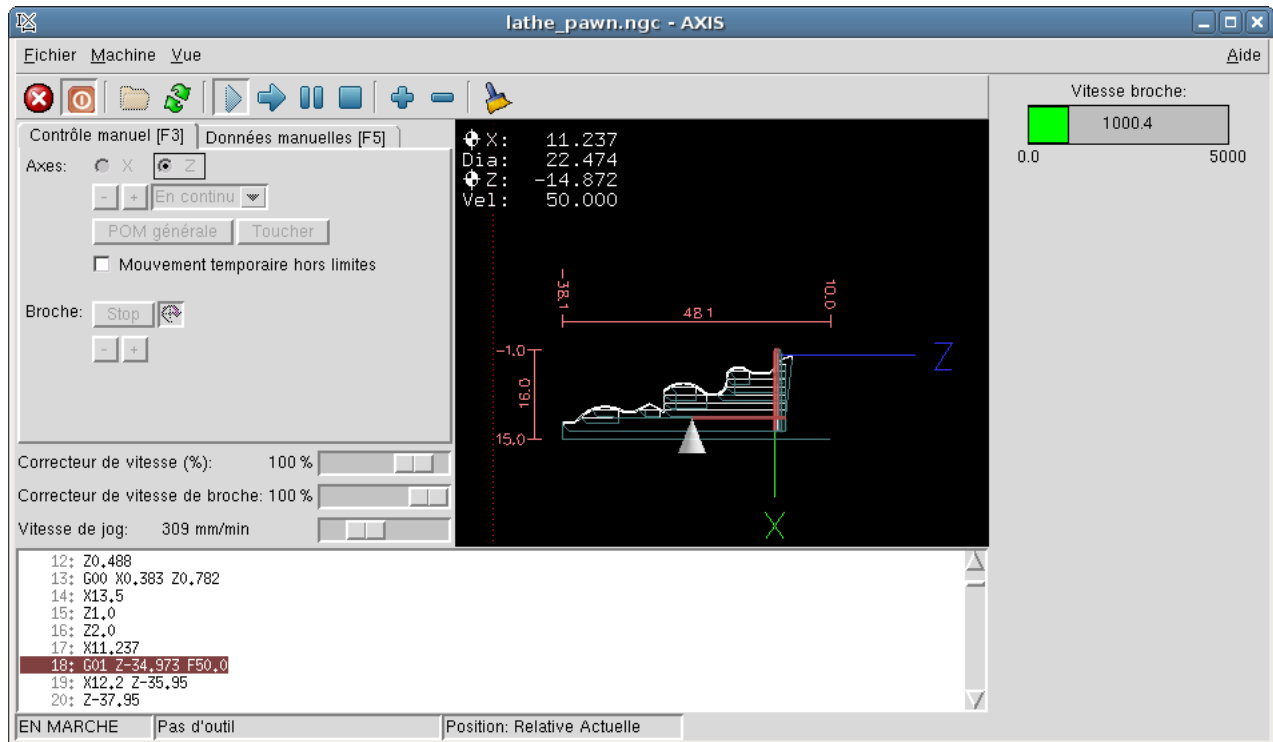 lathe_pawn.ngc - AXIS
Fichier Machine Vue Aide
Contrôle manuel [F3] Données manuelles [F5]
Axes: X Z
- + En continu
POM générale Toucher
Mouvement temporaire hors limites
Broche: Stop
- +
Correcteur de vitesse (%): 100 %
Correcteur de vitesse de broche: 100 %
Vitesse de jog: 309 mm/min
X: 11.237
Dia: 22.474
Z: -14.872
Vel: 50.000
-38.1
10.0
48.1
-1.0
16.0
15.0
Z
X
Vitesse broche:
1000.4
0.0 5000
12: Z0.488
13: G00 X0.383 Z0.782
14: X13.5
15: Z1.0
16: Z2.0
17: X11.237
18: G01 Z-34.973 F50.0
19: X12.2 Z-35.95
20: Z-37.95
EN MARCHE Pas d'outil Position: Relative Actuelle